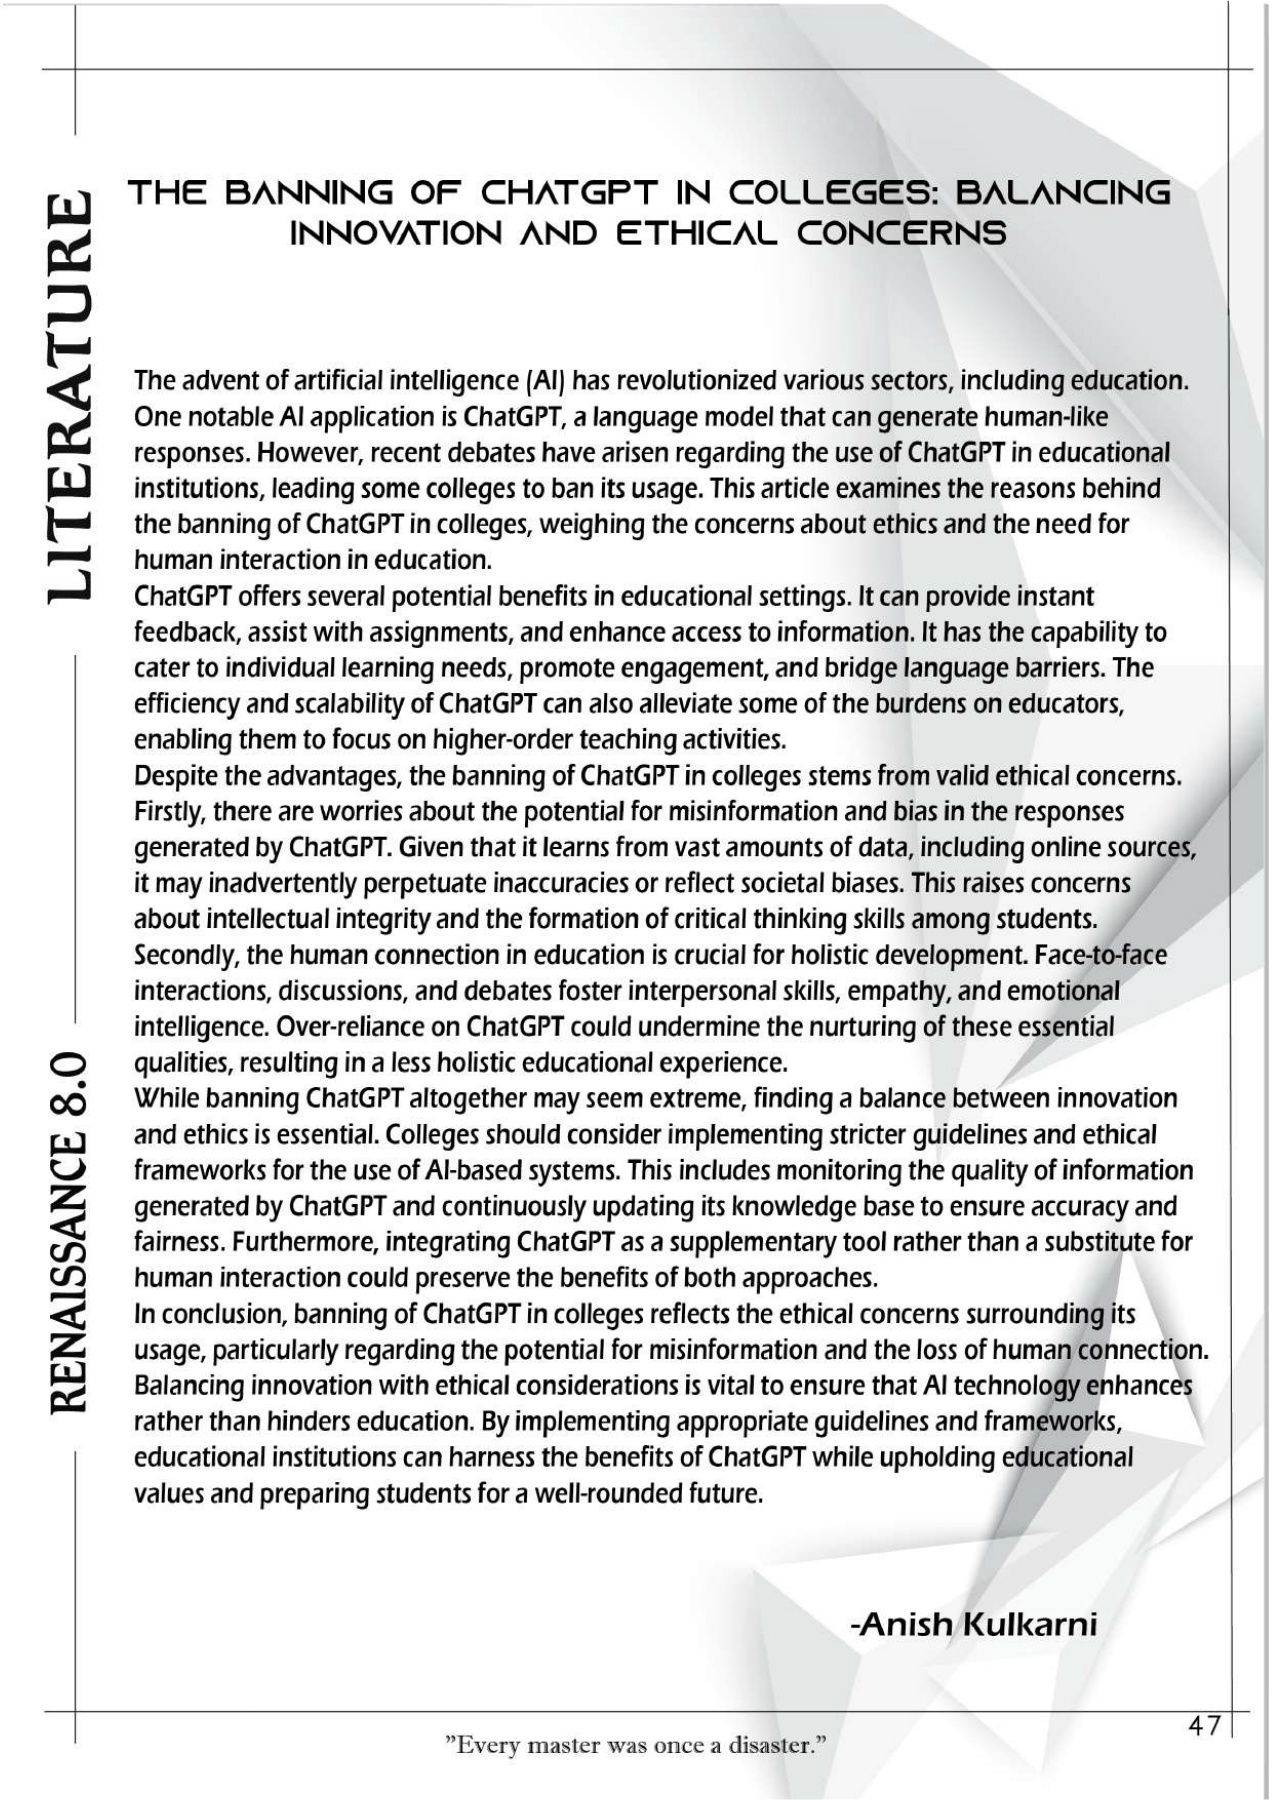 THE BANNING OF CHATGPT IN COLLEGES: BALANCING
INNOVATION AND ETHICAL CONCERNS
LITERATURE
RENAISSANCE 8.0
The advent of artificial intelligence (AI) has revolutionized various sectors, including education.
One notable AI application is ChatGPT, a language model that can generate human-like
responses. However, recent debates have arisen regarding the use of ChatGPT in educational
institutions, leading some colleges to ban its usage. This article examines the reasons behind
the banning of ChatGPT in colleges, weighing the concerns about ethics and the need for
human interaction in education.
ChatGPT offers several potential benefits in educational settings. It can provide instant
feedback, assist with assignments, and enhance access to information. It has the capability to
cater to individual learning needs, promote engagement, and bridge language barriers. The
efficiency and scalability of ChatGPT can also alleviate some of the burdens on educators,
enabling them to focus on higher-order teaching activities.
Despite the advantages, the banning of ChatGPT in colleges stems from valid ethical concerns.
Firstly, there are worries about the potential for misinformation and bias in the responses
generated by ChatGPT. Given that it learns from vast amounts of data, including online sources,
it may inadvertently perpetuate inaccuracies or reflect societal biases. This raises concerns
about intellectual integrity and the formation of critical thinking skills among students.
Secondly, the human connection in education is crucial for holistic development. Face-to-face
interactions, discussions, and debates foster interpersonal skills, empathy, and emotional
intelligence. Over-reliance on ChatGPT could undermine the nurturing of these essential
qualities, resulting in a less holistic educational experience.
While banning ChatGPT altogether may seem extreme, finding a balance between innovation
and ethics is essential. Colleges should consider implementing stricter guidelines and ethical
frameworks for the use of AI-based systems. This includes monitoring the quality of information
generated by ChatGPT and continuously updating its knowledge base to ensure accuracy and
fairness. Furthermore, integrating ChatGPT as a supplementary tool rather than a substitute for
human interaction could preserve the benefits of both approaches.
In conclusion, banning of ChatGPT in colleges reflects the ethical concerns surrounding its
usage, particularly regarding the potential for misinformation and the loss of human connection.
Balancing innovation with ethical considerations is vital to ensure that AI technology enhances
rather than hinders education. By implementing appropriate guidelines and frameworks,
educational institutions can harness the benefits of ChatGPT while upholding educational
values and preparing students for a well-rounded future.
-Anish Kulkarni
47
”Every master was once a disaster.”